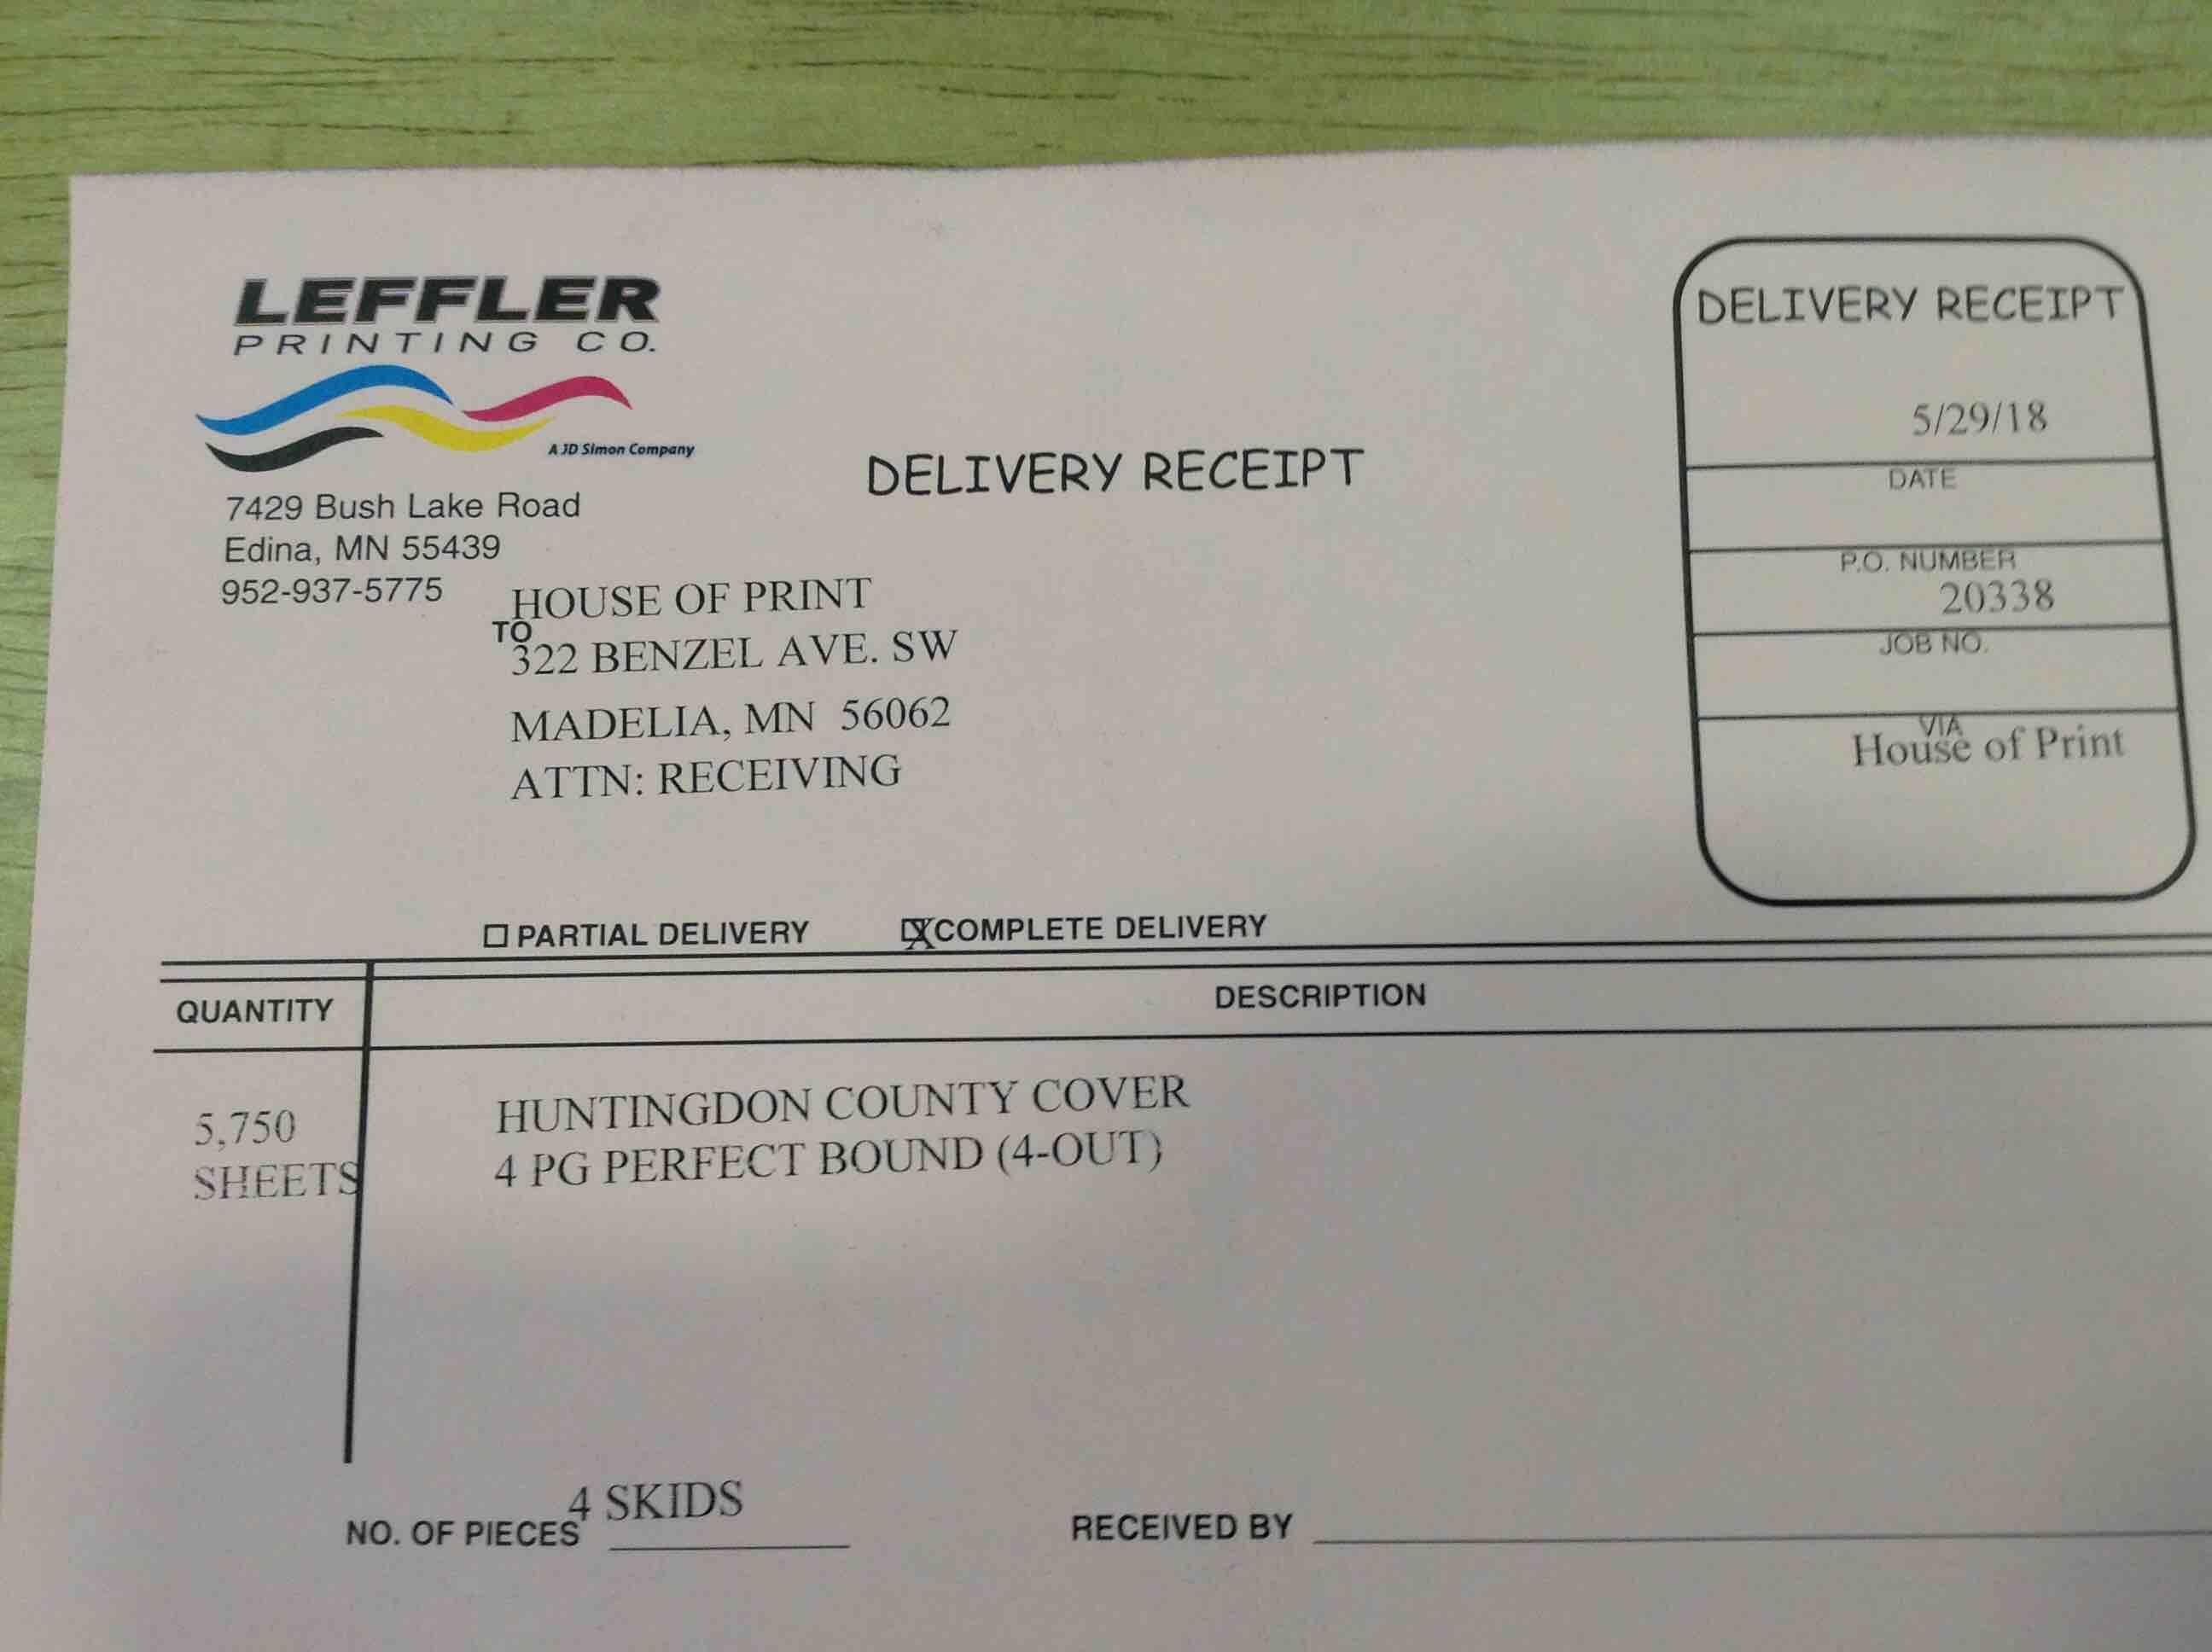 LEFFLER
PRINTING CO.
A JD Simon Company
7429 Bush Lake Road
Edina, MN 55439
952-937-5775
DELIVERY RECEIPT
TO
HOUSE OF PRINT
322 BENZEL AVE. SW
MADELIA, MN 56062
ATTN: RECEIVING
DELIVERY RECEIPT
5/29/18
DATE
P.O. NUMBER
20338
JOB NO.
VIA
House of Print
☐ PARTIAL DELIVERY ☒ COMPLETE DELIVERY
QUANTITY DESCRIPTION
5,750 HUNTINGDON COUNTY COVER
SHEETS 4 PG PERFECT BOUND (4-OUT)
4 SKIDS
NO. OF PIECES RECEIVED BY